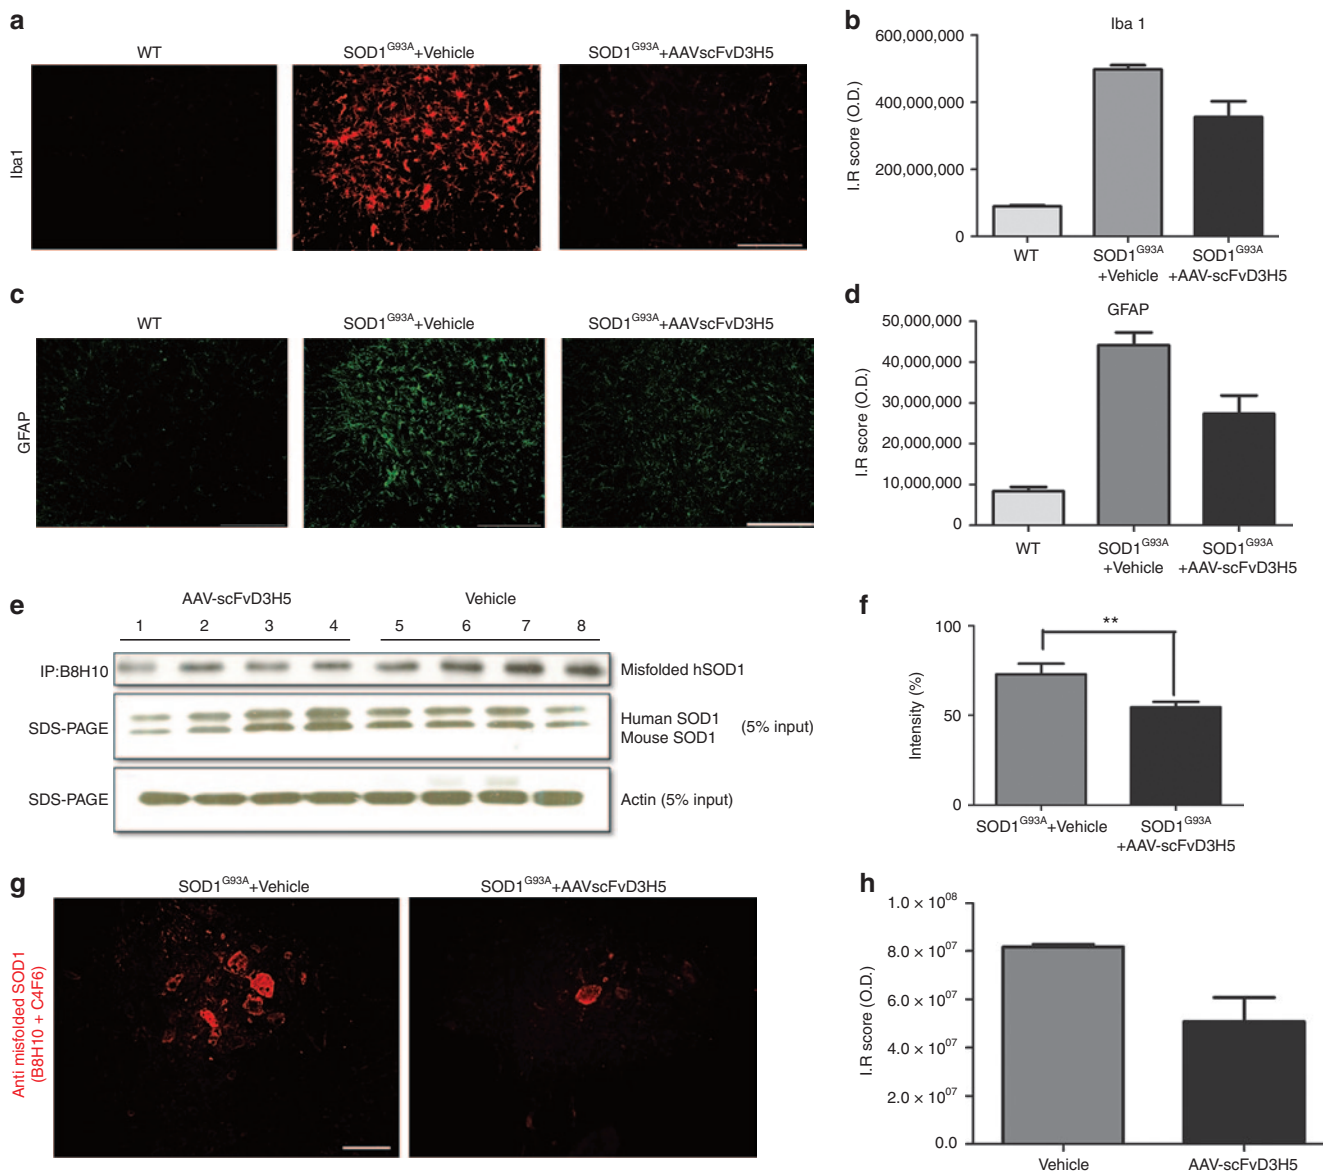 a
WT
SOD1G93A+Vehicle
SOD1G93A+AAVscFvD3H5
Iba1
b
Iba 1
I.R score (O.D.)
600,000,000
400,000,000
200,000,000
0
WT
SOD1G93A
+Vehicle
SOD1G93A
+AAV-scFvD3H5
c
WT
SOD1G93A+Vehicle
SOD1G93A+AAVscFvD3H5
GFAP
d
GFAP
I.R score (O.D.)
50,000,000
40,000,000
30,000,000
20,000,000
10,000,000
0
WT
SOD1G93A
+Vehicle
SOD1G93A
+AAV-scFvD3H5
e
AAV-scFvD3H5 Vehicle
1 2 3 4 5 6 7 8
IP:B8H10 Misfolded hSOD1
SDS-PAGE
Human SOD1
Mouse SOD1
(5% input)
SDS-PAGE Actin (5% input)
f
**
Intensity (%)
100
50
0
SOD1G93A+Vehicle
SOD1G93A
+AAV-scFvD3H5
g
SOD1G93A+Vehicle
SOD1G93A+AAVscFvD3H5
Anti misfolded SOD1
(B8H10 + C4F6)
h
I.R score (O.D.)
1.0 × 10^08
8.0 × 10^07
6.0 × 10^07
4.0 × 10^07
2.0 × 10^07
0.0
Vehicle
AAV-scFvD3H5